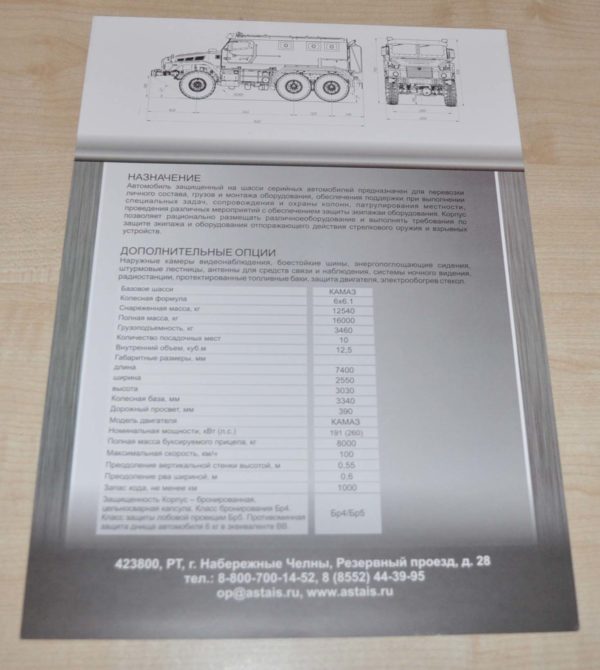 НАЗНАЧЕНИЕ
Автомобиль защищенный на шасси серийных автомобилей предназначен для перевозки
личного состава, грузов и монтажа оборудования, обеспечения поддержки при выполнении
специальных задач, сопровождения и охраны колонн, патрулирования местности,
проведения различных мероприятий с обеспечением защиты экипажаи оборудования. Корпус
позволяет рационально размещать различноеоборудование и выполнять требования по
защите экипажа и оборудования отпоражающего действия стрелкового оружия и взрывных
устройств.
ДОПОЛНИТЕЛЬНЫЕ ОПЦИИ
Наружные камеры видеонаблюдения, боестойкие шины, энергопоглощающие сидения,
штурмовые лестницы, антенны для средств связи и наблюдения, системы ночного видения,
радиостанции, протектированные топливные баки, защита двигателя, электрообогрев стекол.
Базовое шасси КАМАЗ
Колесная формула 6х6.1
Снаряженная масса, кг 12540
Полная масса, кг 16000
Грузоподъемность, кг 3460
Количество посадочных мест 10
Внутренний объем, куб.м 12,5
Габаритные размеры, мм
длина 7400
ширина 2550
высота 3030
Колесная база, мм 3340
Дорожный просвет, мм 390
Модель двигателя КАМАЗ
Номинальная мощности, кВт (л.с.) 191 (260)
Полная масса буксируемого прицепа, кг 8000
Максимальная скорость, км/ч 100
Преодоление вертикальной стенки высотой, м 0,55
Преодоление рва шириной, м 0,6
Запас хода, не менее км 1000
Защищенность Корпус – бронированная,
цельносварная капсула. Класс бронирования Бр4.
Класс защиты лобовой проекции Бр5. Противоминная
защита днища автомобиля 6 кг в эквиваленте ВВ.
Бр4/Бр5
423800, РТ, г. Набережные Челны, Резервный проезд, д. 28
тел.: 8-800-700-14-52, 8 (8552) 44-39-95
op@astais.ru, www.astais.ru